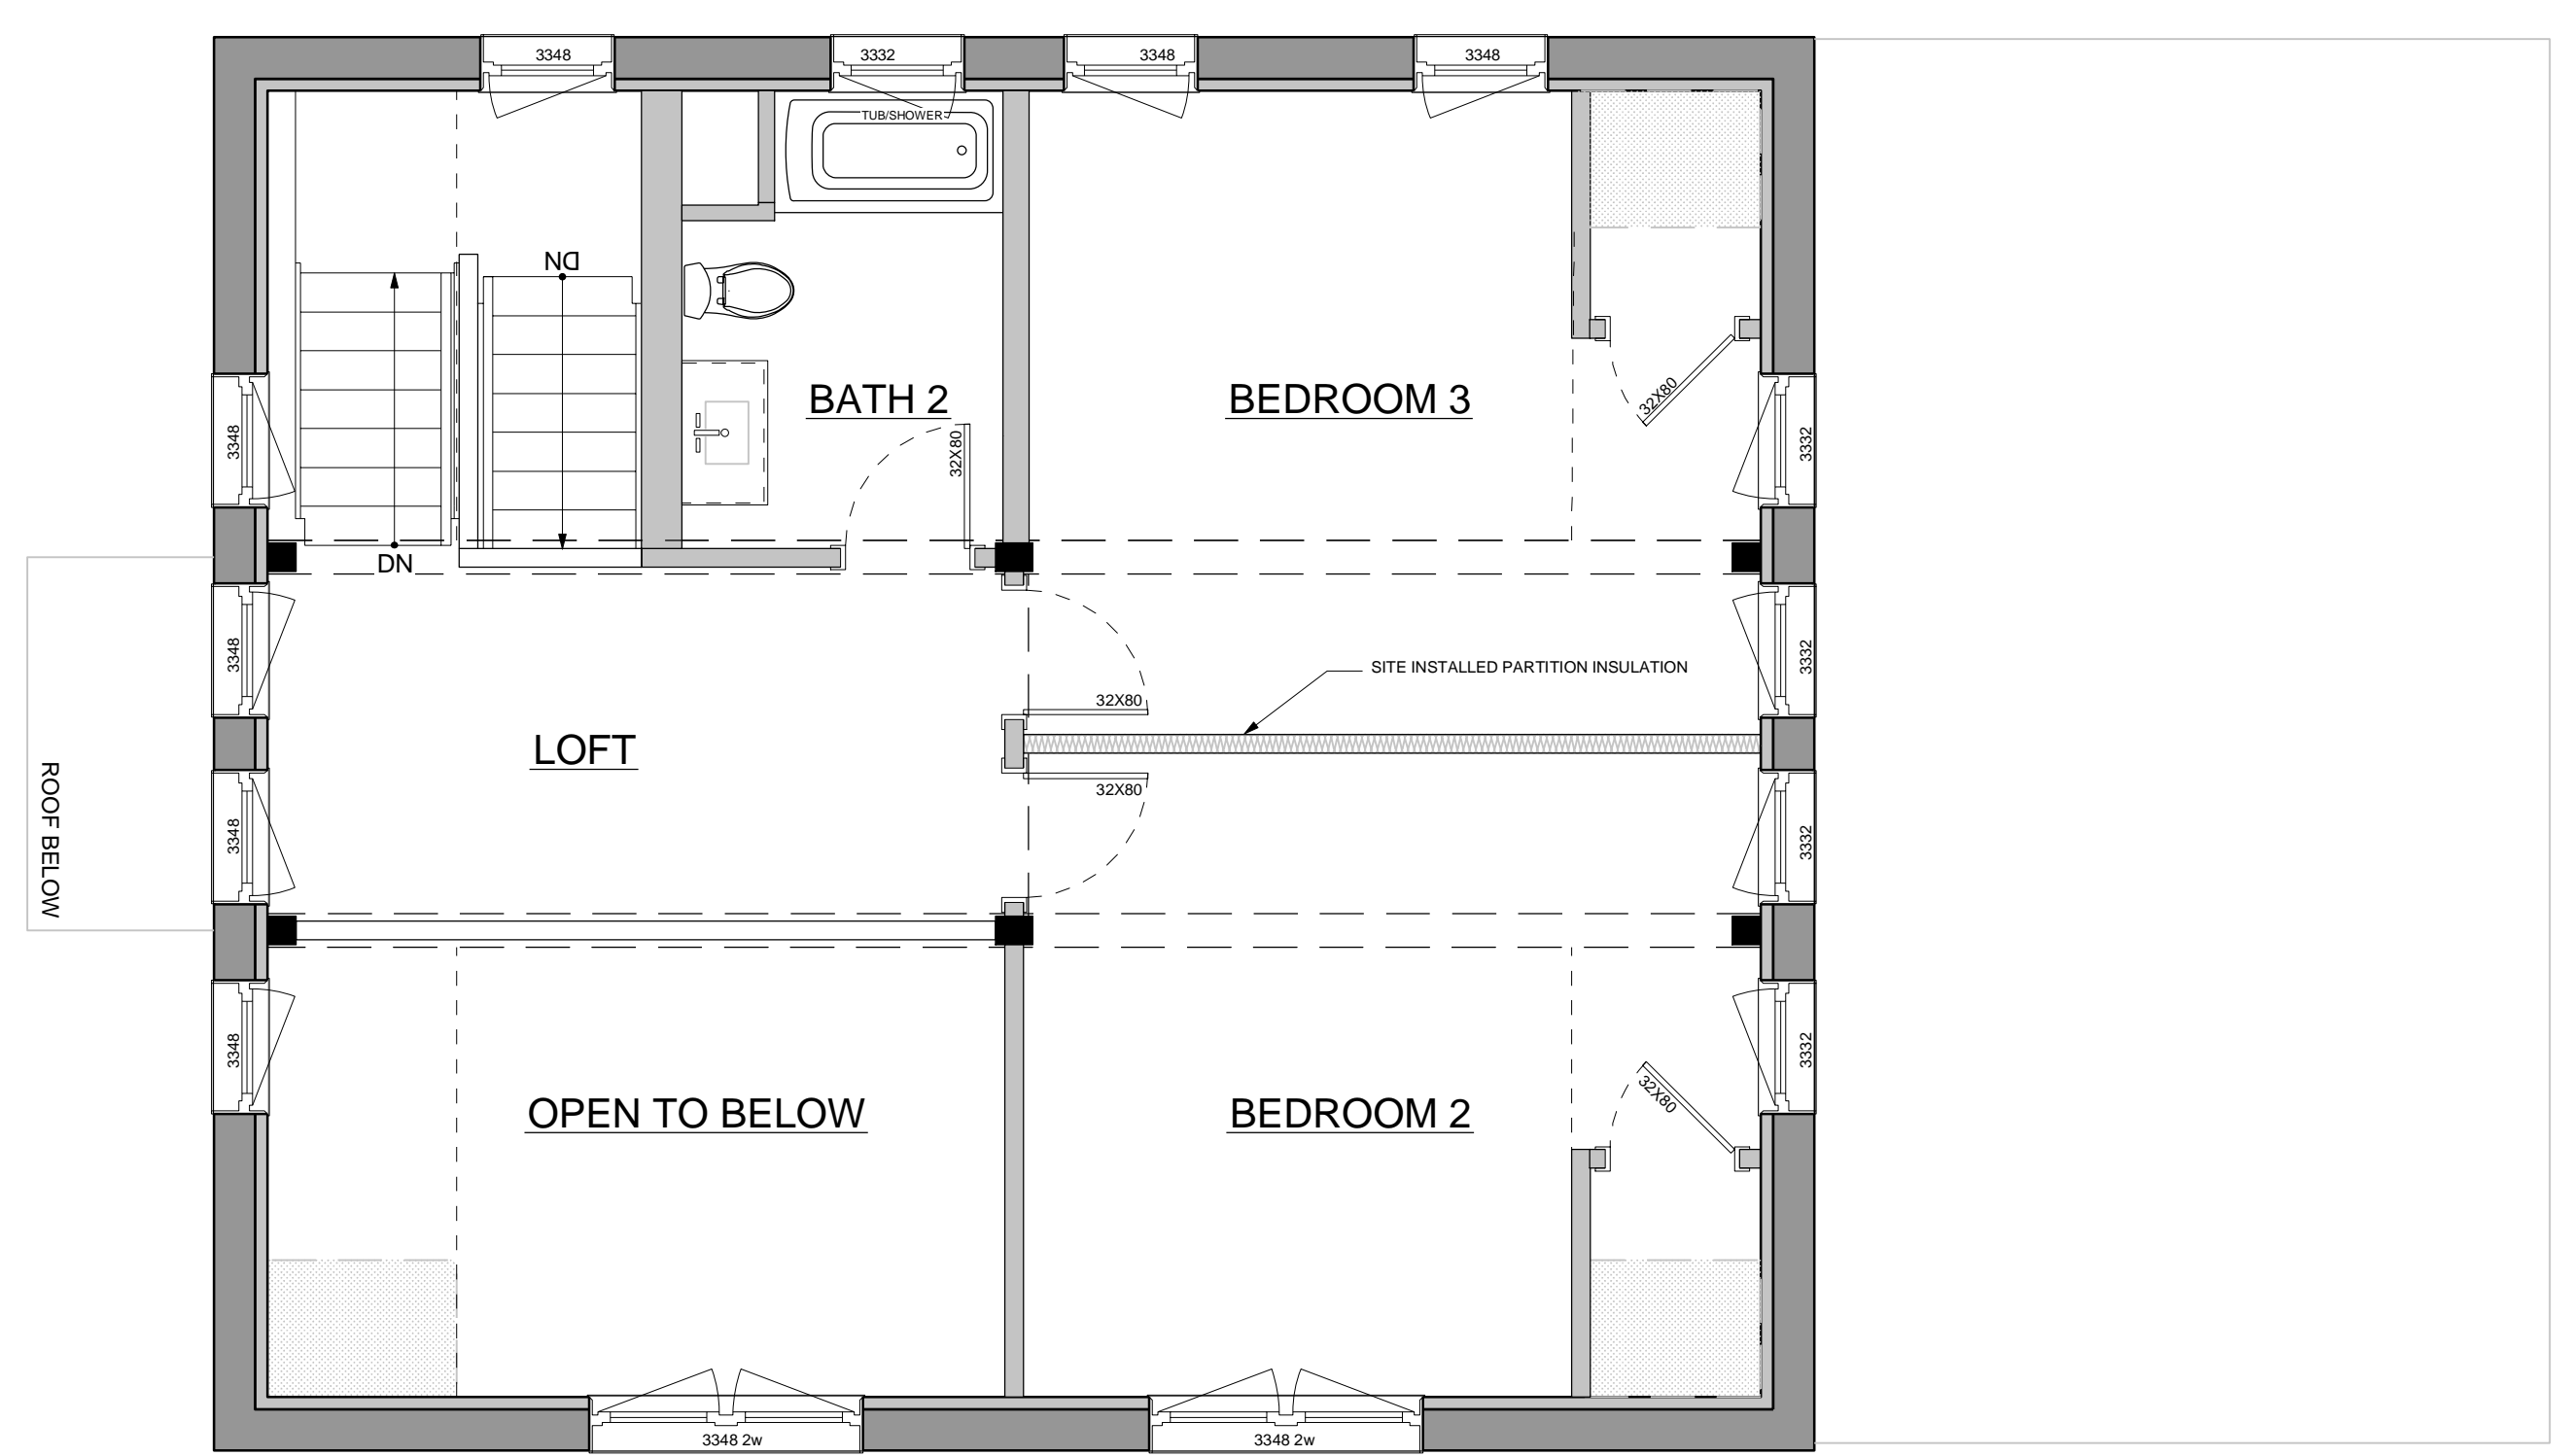 3348
3332
3348
3348
TUB/SHOWER
DN
BATH 2
BEDROOM 3
32X80
32X80
3348
3332
DN
3348
3332
SITE INSTALLED PARTITION INSULATION
32X80
LOFT
32X80
ROOF BELOW
3348
3332
3348
3332
32X80
OPEN TO BELOW
BEDROOM 2
3348 2w
3348 2w